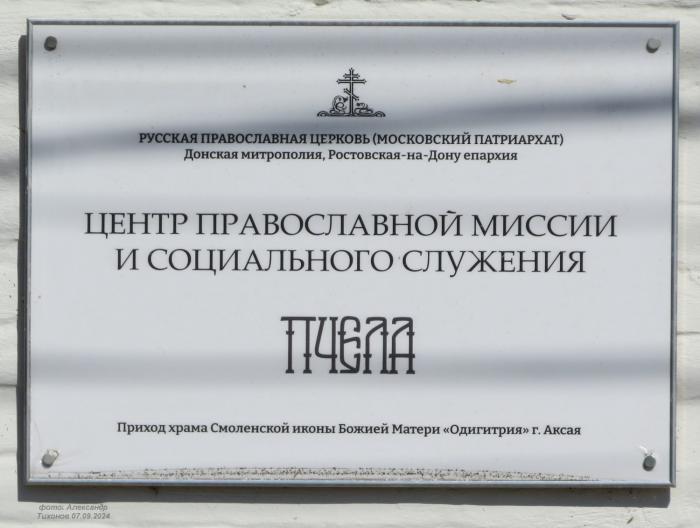 РУССКАЯ ПРАВОСЛАВНАЯ ЦЕРКОВЬ (МОСКОВСКИЙ ПАТРИАРХАТ)
Донская митрополия, Ростовская-на-Дону епархия
ЦЕНТР ПРАВОСЛАВНОЙ МИССИИ
И СОЦИАЛЬНОГО СЛУЖЕНИЯ
ПЧЕЛА
Приход храма Смоленской иконы Божией Матери «Одигитрия» г. Аксая
фото: Александр
Тиханов 07.09.2024